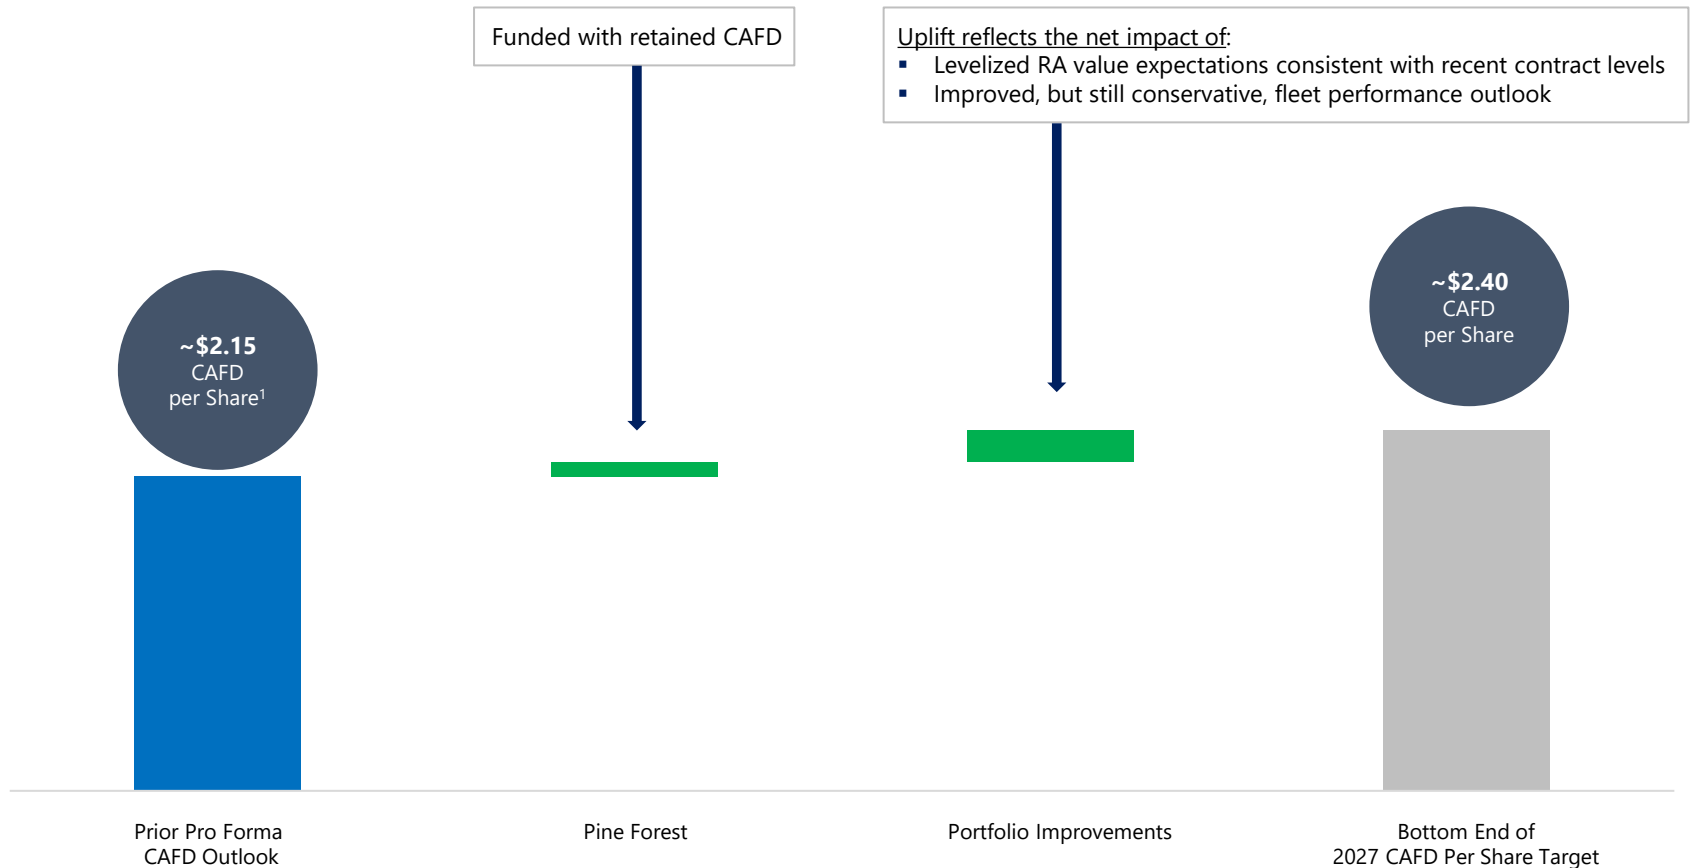 Funded with retained CAFD
Uplift reflects the net impact of:
▪ Levelized RA value expectations consistent with recent contract levels
▪ Improved, but still conservative, fleet performance outlook
~$2.15
CAFD
per Share¹
~$2.40
CAFD
per Share
Prior Pro Forma
CAFD Outlook
Pine Forest
Portfolio Improvements
Bottom End of
2027 CAFD Per Share Target